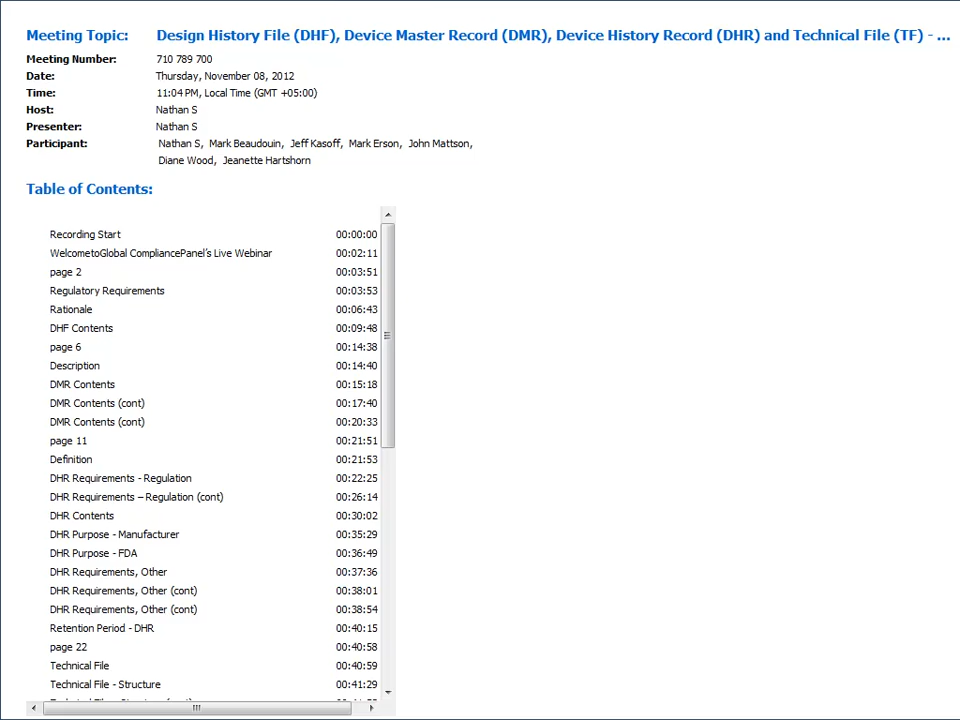 Meeting Topic: Design History File (DHF), Device Master Record (DMR), Device History Record (DHR) and Technical File (TF) - ...
Meeting Number: 710 789 700
Date: Thursday, November 08, 2012
Time: 11:04 PM, Local Time (GMT +05:00)
Host: Nathan S
Presenter: Nathan S
Participant: Nathan S, Mark Beaudouin, Jeff Kasoff, Mark Erson, John Mattson,
Diane Wood, Jeanette Hartshorn
Table of Contents:
Recording Start 00:00:00
WelcometoGlobal CompliancePanel’s Live Webinar 00:02:11
page 2 00:03:51
Regulatory Requirements 00:03:53
Rationale 00:06:43
DHF Contents 00:09:48
page 6 00:14:38
Description 00:14:40
DMR Contents 00:15:18
DMR Contents (cont) 00:17:40
DMR Contents (cont) 00:20:33
page 11 00:21:51
Definition 00:21:53
DHR Requirements - Regulation 00:22:25
DHR Requirements – Regulation (cont) 00:26:14
DHR Contents 00:30:02
DHR Purpose - Manufacturer 00:35:29
DHR Purpose - FDA 00:36:49
DHR Requirements, Other 00:37:36
DHR Requirements, Other (cont) 00:38:01
DHR Requirements, Other (cont) 00:38:54
Retention Period - DHR 00:40:15
page 22 00:40:58
Technical File 00:40:59
Technical File - Structure 00:41:29